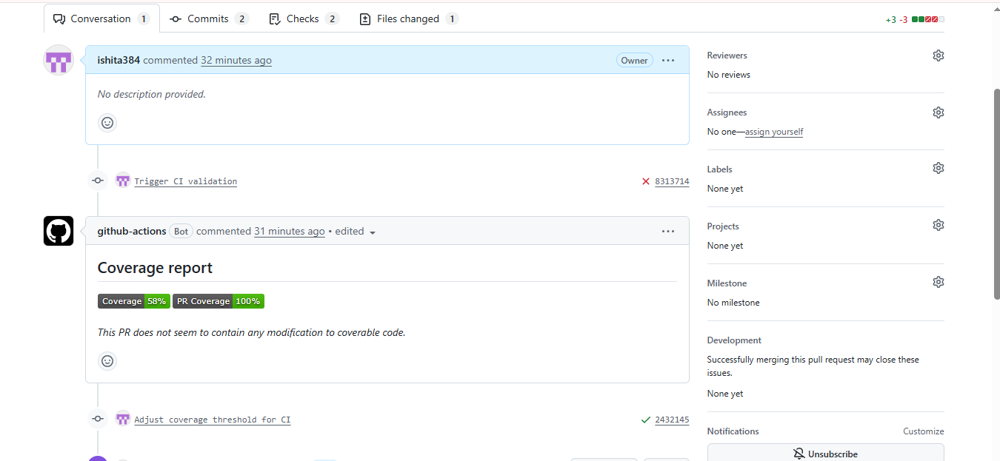 Conversation 1 Commits 2 Checks 2 Files changed 1 +3 -3
ishita384 commented 32 minutes ago Owner
No description provided.
Trigger CI validation 8313714
github-actions Bot commented 31 minutes ago • edited
Coverage report
Coverage 58% PR Coverage 100%
This PR does not seem to contain any modification to coverable code.
Adjust coverage threshold for CI 2432145
Reviewers
No reviews
Assignees
No one—assign yourself
Labels
None yet
Projects
None yet
Milestone
No milestone
Development
Successfully merging this pull request may close these
issues.
None yet
Notifications Customize
Unsubscribe